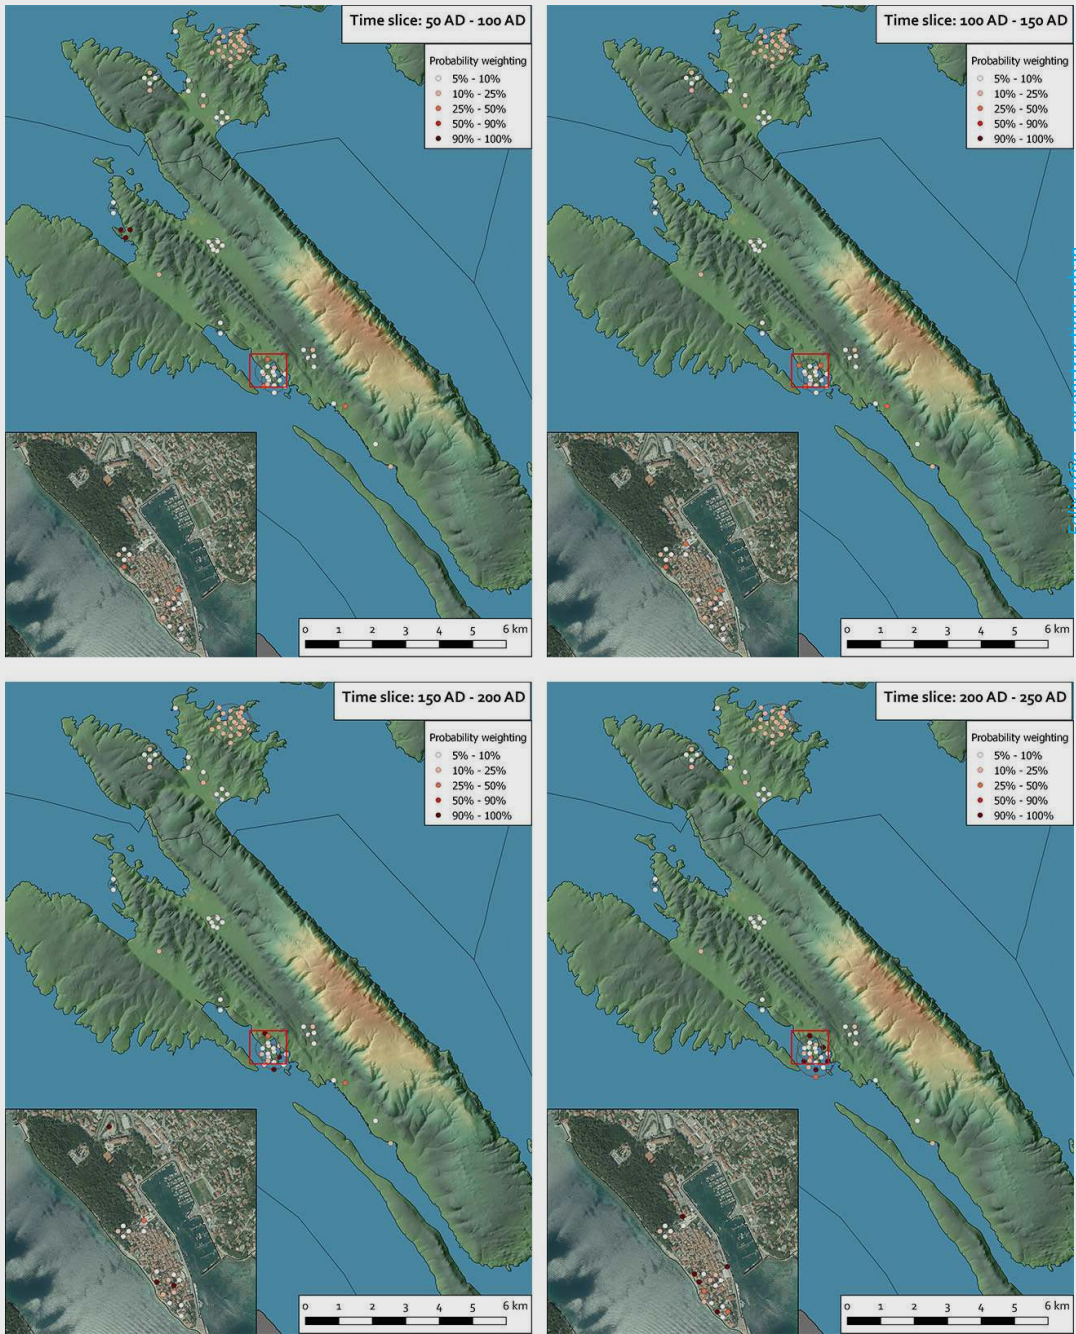 Time slice: 50 AD - 100 AD
Probability weighting
5% - 10%
10% - 25%
25% - 50%
50% - 90%
90% - 100%
0 1 2 3 4 5 6 km
Time slice: 100 AD - 150 AD
Probability weighting
5% - 10%
10% - 25%
25% - 50%
50% - 90%
90% - 100%
0 1 2 3 4 5 6 km
Time slice: 150 AD - 200 AD
Probability weighting
5% - 10%
10% - 25%
25% - 50%
50% - 90%
90% - 100%
0 1 2 3 4 5 6 km
Time slice: 200 AD - 250 AD
Probability weighting
5% - 10%
10% - 25%
25% - 50%
50% - 90%
90% - 100%
0 1 2 3 4 5 6 km